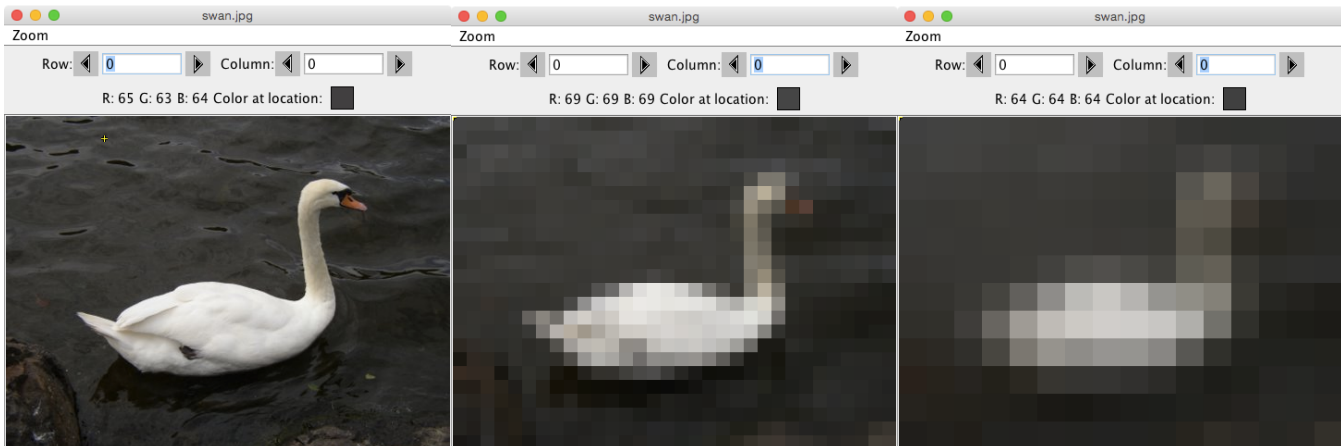 swan.jpg
Zoom
Row: 0 Column: 0
R: 65 G: 63 B: 64 Color at location:
swan.jpg
Zoom
Row: 0 Column: 0
R: 69 G: 69 B: 69 Color at location:
swan.jpg
Zoom
Row: 0 Column: 0
R: 64 G: 64 B: 64 Color at location: